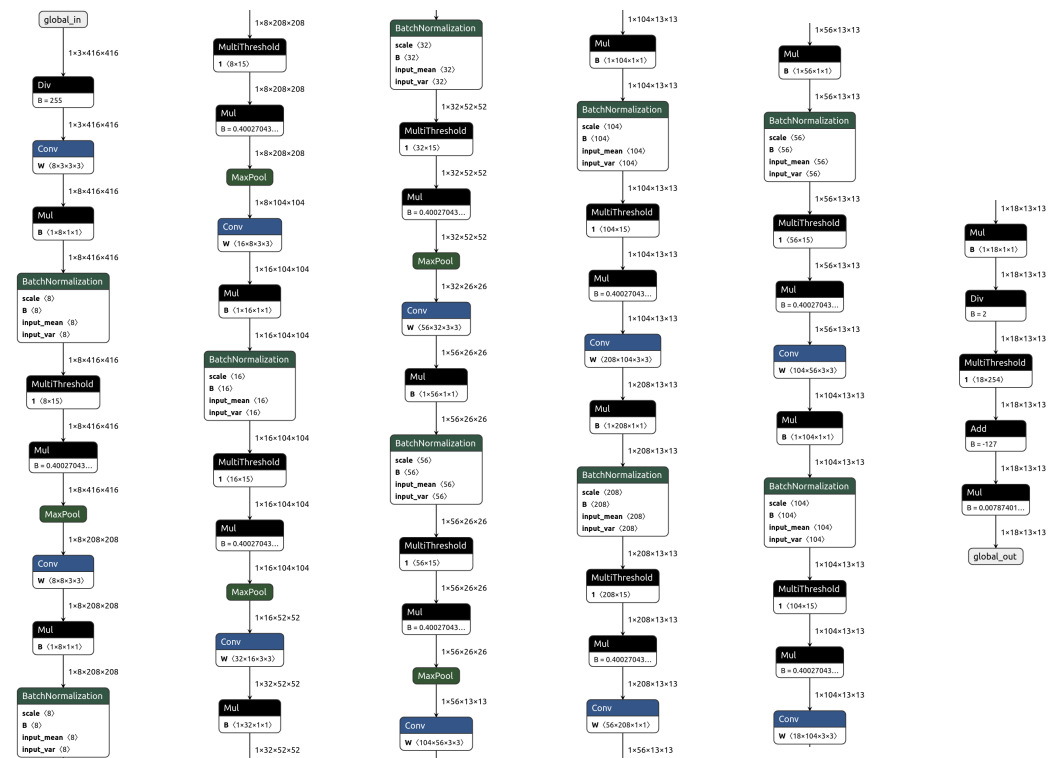 global_in
1×3×416×416
Div
B = 255
1×3×416×416
Conv
W ⟨8×3×3×3⟩
1×8×416×416
Mul
B ⟨1×8×1×1⟩
1×8×416×416
BatchNormalization
scale ⟨8⟩
B ⟨8⟩
input_mean ⟨8⟩
input_var ⟨8⟩
1×8×416×416
MultiThreshold
1 ⟨8×15⟩
1×8×416×416
Mul
B = 0.40027043…
1×8×416×416
MaxPool
1×8×208×208
Conv
W ⟨8×8×3×3⟩
1×8×208×208
Mul
B ⟨1×8×1×1⟩
1×8×208×208
BatchNormalization
scale ⟨8⟩
B ⟨8⟩
input_mean ⟨8⟩
input_var ⟨8⟩
1×8×208×208
MultiThreshold
1 ⟨8×15⟩
1×8×208×208
Mul
B = 0.40027043…
1×8×208×208
MaxPool
1×8×104×104
Conv
W ⟨16×8×3×3⟩
1×16×104×104
Mul
B ⟨1×16×1×1⟩
1×16×104×104
BatchNormalization
scale ⟨16⟩
B ⟨16⟩
input_mean ⟨16⟩
input_var ⟨16⟩
1×16×104×104
MultiThreshold
1 ⟨16×15⟩
1×16×104×104
Mul
B = 0.40027043…
1×16×104×104
MaxPool
1×16×52×52
Conv
W ⟨32×16×3×3⟩
1×32×52×52
Mul
B ⟨1×32×1×1⟩
1×32×52×52
BatchNormalization
scale ⟨32⟩
B ⟨32⟩
input_mean ⟨32⟩
input_var ⟨32⟩
1×32×52×52
MultiThreshold
1 ⟨32×15⟩
1×32×52×52
Mul
B = 0.40027043…
1×32×52×52
MaxPool
1×32×26×26
Conv
W ⟨56×32×3×3⟩
1×56×26×26
Mul
B ⟨1×56×1×1⟩
1×56×26×26
BatchNormalization
scale ⟨56⟩
B ⟨56⟩
input_mean ⟨56⟩
input_var ⟨56⟩
1×56×26×26
MultiThreshold
1 ⟨56×15⟩
1×56×26×26
Mul
B = 0.40027043…
1×56×26×26
MaxPool
1×56×13×13
Conv
W ⟨104×56×3×3⟩
1×104×13×13
Mul
B ⟨1×104×1×1⟩
1×104×13×13
BatchNormalization
scale ⟨104⟩
B ⟨104⟩
input_mean ⟨104⟩
input_var ⟨104⟩
1×104×13×13
MultiThreshold
1 ⟨104×15⟩
1×104×13×13
Mul
B = 0.40027043…
1×104×13×13
Conv
W ⟨208×104×3×3⟩
1×208×13×13
Mul
B ⟨1×208×1×1⟩
1×208×13×13
BatchNormalization
scale ⟨208⟩
B ⟨208⟩
input_mean ⟨208⟩
input_var ⟨208⟩
1×208×13×13
MultiThreshold
1 ⟨208×15⟩
1×208×13×13
Mul
B = 0.40027043…
1×208×13×13
Conv
W ⟨56×208×1×1⟩
1×56×13×13
1×56×13×13
Mul
B ⟨1×56×1×1⟩
1×56×13×13
BatchNormalization
scale ⟨56⟩
B ⟨56⟩
input_mean ⟨56⟩
input_var ⟨56⟩
1×56×13×13
MultiThreshold
1 ⟨56×15⟩
1×56×13×13
Mul
B = 0.40027043…
1×56×13×13
Conv
W ⟨104×56×3×3⟩
1×104×13×13
Mul
B ⟨1×104×1×1⟩
1×104×13×13
BatchNormalization
scale ⟨104⟩
B ⟨104⟩
input_mean ⟨104⟩
input_var ⟨104⟩
1×104×13×13
MultiThreshold
1 ⟨104×15⟩
1×104×13×13
Mul
B = 0.40027043…
1×104×13×13
Conv
W ⟨18×104×3×3⟩
1×18×13×13
Mul
B ⟨1×18×1×1⟩
1×18×13×13
Div
B = 2
1×18×13×13
MultiThreshold
1 ⟨18×254⟩
1×18×13×13
Add
B = -127
1×18×13×13
Mul
B = 0.00787401…
1×18×13×13
global_out